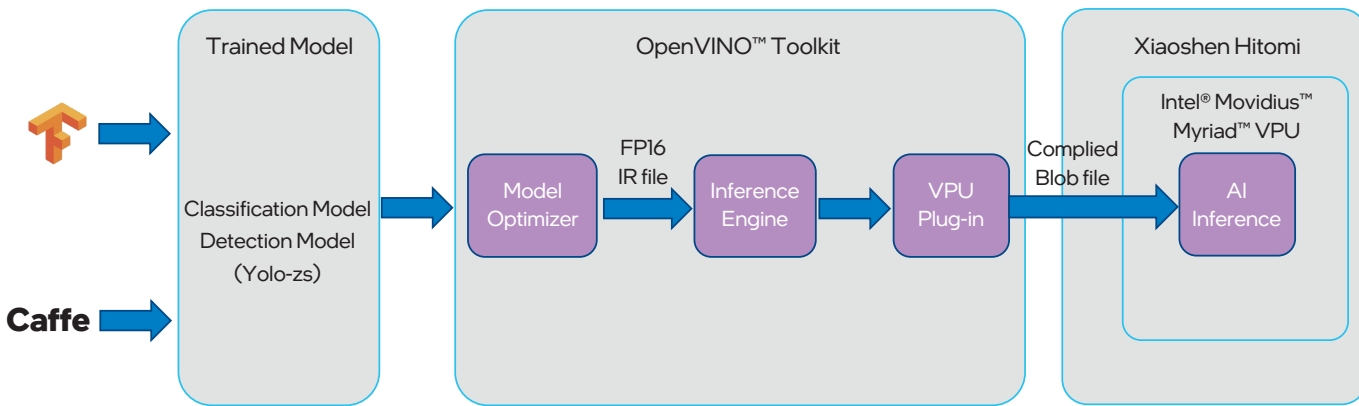 Trained Model
OpenVINO™ Toolkit
Xiaoshen Hitomi
Intel® Movidius™
Myriad™ VPU
Caffe
Classification Model
Detection Model
(Yolo-zs)
Model
Optimizer
FP16
IR file
Inference
Engine
VPU
Plug-in
Complied
Blob file
AI
Inference